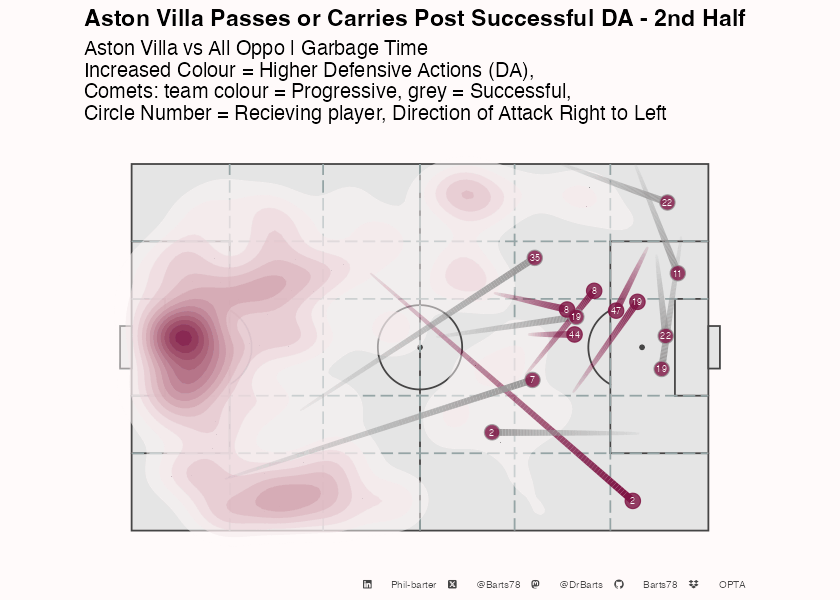 Aston Villa Passes or Carries Post Successful DA - 2nd Half
Aston Villa vs All Oppo I Garbage Time
Increased Colour = Higher Defensive Actions (DA),
Comets: team colour = Progressive, grey = Successful,
Circle Number = Recieving player, Direction of Attack Right to Left
22
35
11
8
8
19
47
19
44
22
19
7
2
2
Phil-barter @Barts78 @DrBarts Barts78 OPTA